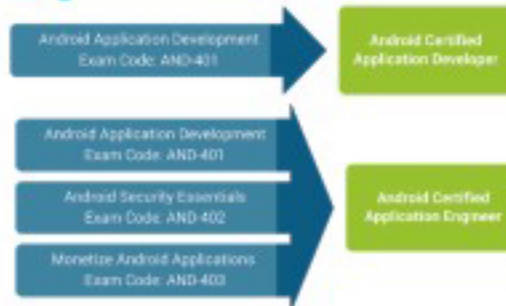 Android Application Development
Exam Code: AND-401
Android Certified
Application Developer
Android Application Development
Exam Code: AND-401
Android Security Essentials
Exam Code: AND-402
Monetize Android Applications
Exam Code: AND-403
Android Certified
Application Engineer